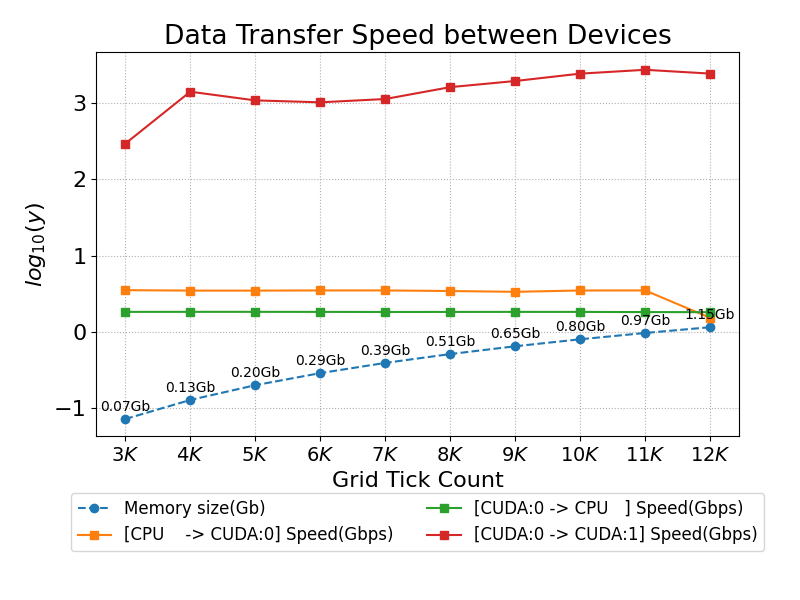 Data Transfer Speed between Devices
log10(y)
3
2
1
0
−1
0.07Gb
0.13Gb
0.20Gb
0.29Gb
0.39Gb
0.51Gb
0.65Gb
0.80Gb
0.97Gb
1.15Gb
3K 4K 5K 6K 7K 8K 9K 10K 11K 12K
Grid Tick Count
Memory size(Gb)
[CPU    -> CUDA:0] Speed(Gbps)
[CUDA:0 -> CPU   ] Speed(Gbps)
[CUDA:0 -> CUDA:1] Speed(Gbps)